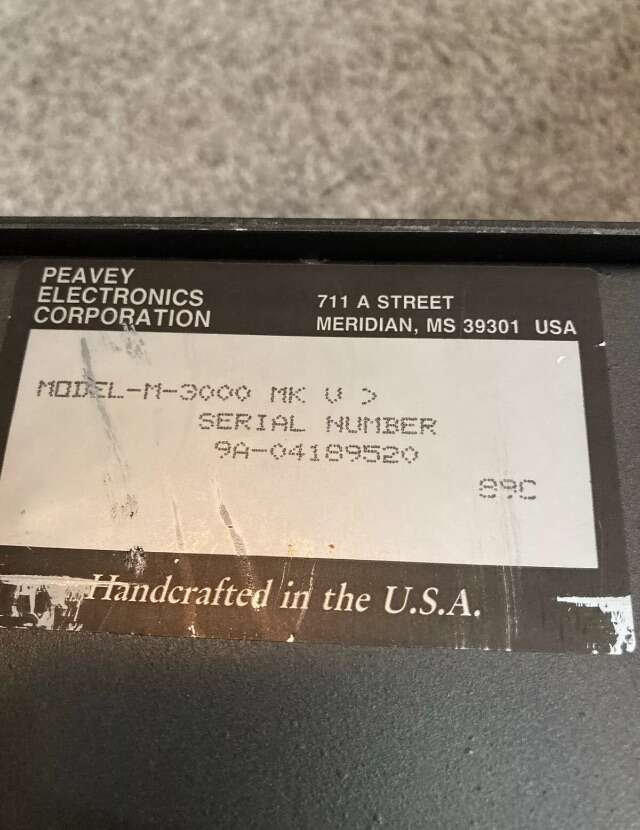 PEAVEY
ELECTRONICS
CORPORATION
711 A STREET
MERIDIAN, MS 39301 USA
MODEL-M-3000 MK V >
SERIAL NUMBER
9A-04189520
89C
Handcrafted in the U.S.A.